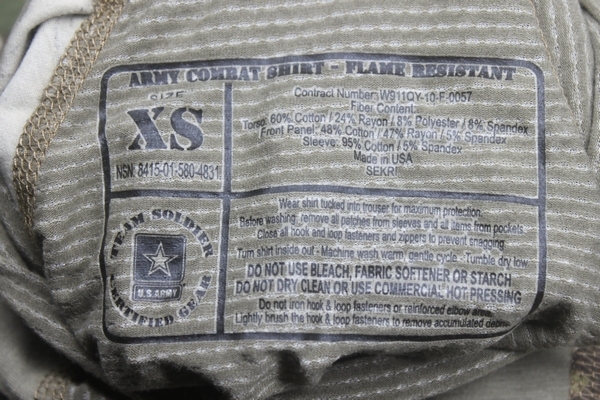 ARMY COMBAT SHIRT - FLAME RESISTANT
SIZE
XS
NSN: 8415-01-580-4831
Contract Number: W911QY-10-F-0057
Fiber Content:
Torso: 60% Cotton / 24% Rayon / 8% Polyester / 8% Spandex
Front Panel: 48% Cotton / 47% Rayon / 5% Spandex
Sleeve: 95% Cotton / 5% Spandex
Made in USA
SEKRI
TEAM SOLDIER
U.S. ARMY
CERTIFIED GEAR
Wear shirt tucked into trouser for maximum protection.
Before washing: remove all patches from sleeves and all items from pockets.
Close all hook and loop fasteners and zippers to prevent snagging
Turn shirt inside out - Machine wash warm / gentle cycle - Tumble dry low
DO NOT USE BLEACH, FABRIC SOFTENER OR STARCH
DO NOT DRY CLEAN OR USE COMMERCIAL HOT PRESSING
Do not iron hook & loop fasteners or reinforced elbow area
Lightly brush the hook & loop fasteners to remove accumulated debris